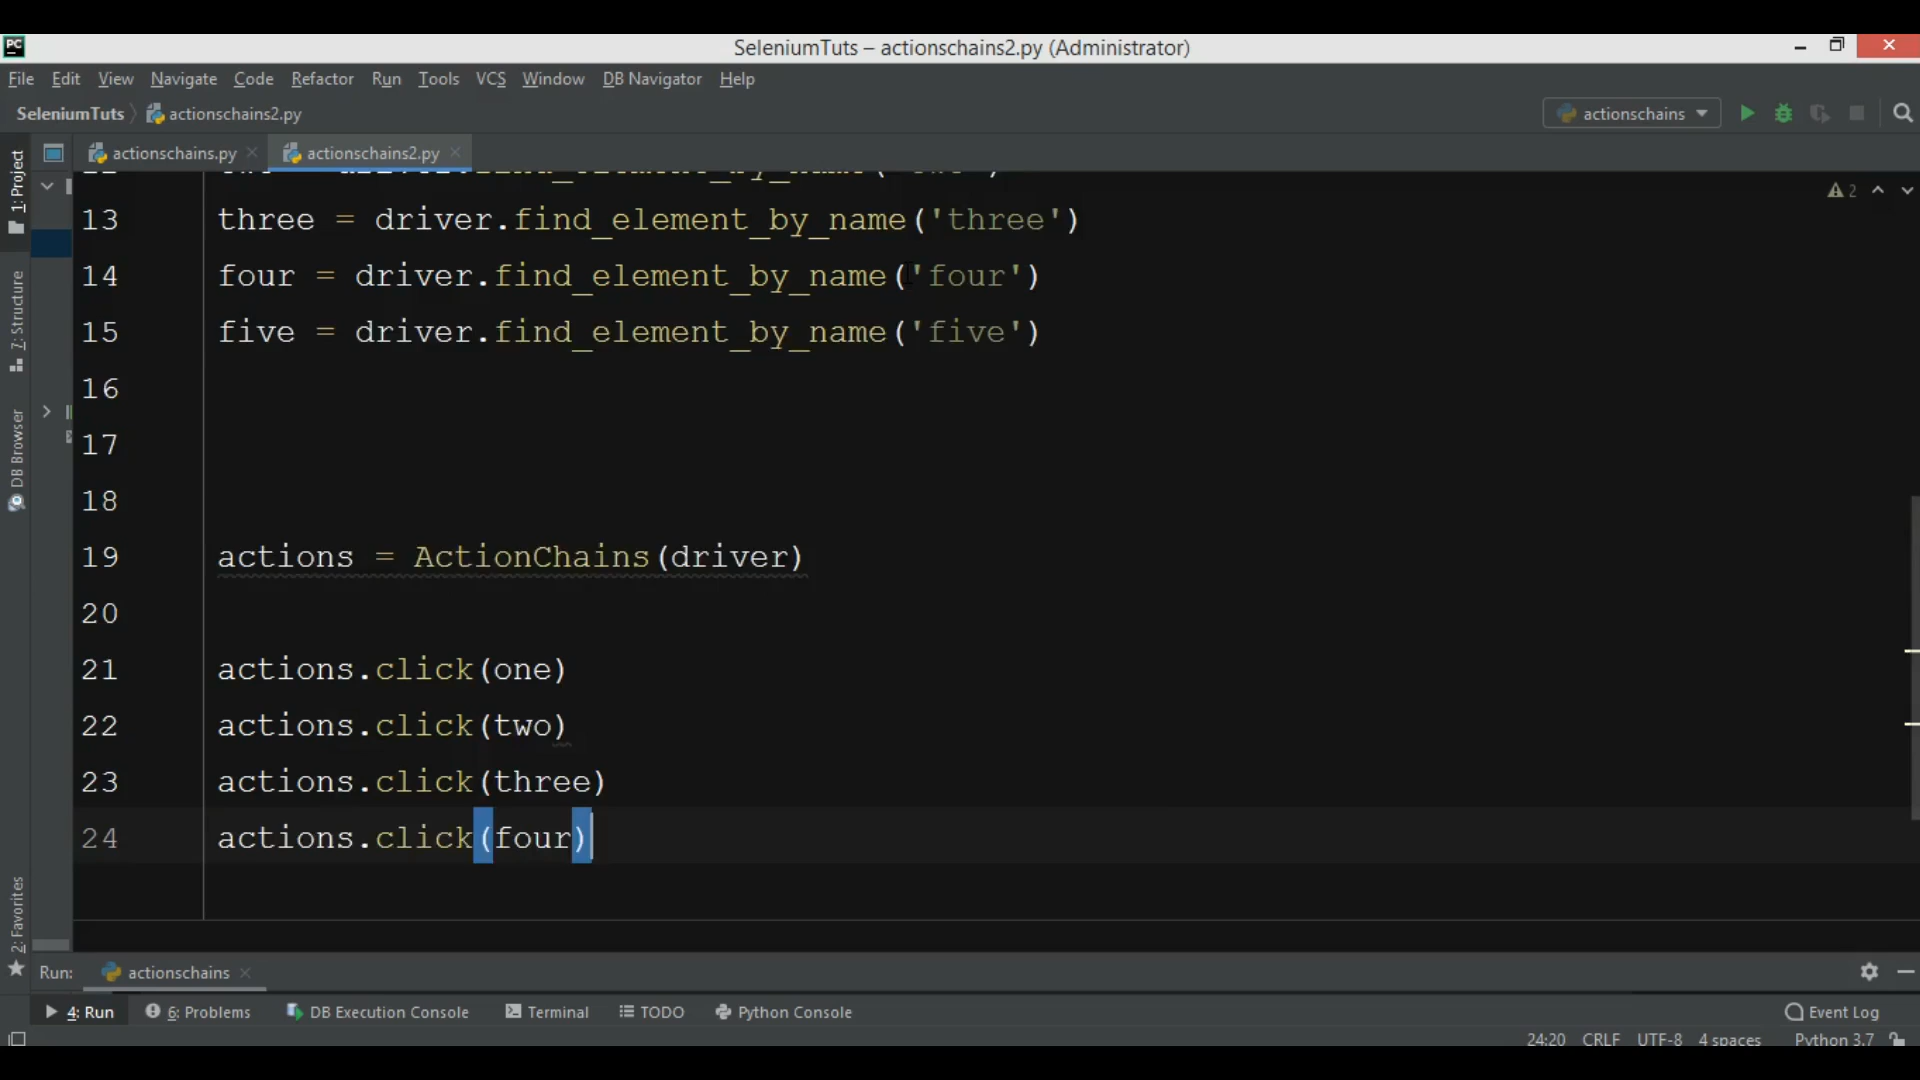 PC
SeleniumTuts – actionschains2.py (Administrator)
File Edit View Navigate Code Refactor Run Tools VCS Window DB Navigator Help
SeleniumTuts actionschains2.py
actionschains
actionschains.py actionschains2.py
1: Project
7: Structure
DB Browser
2: Favorites
2
13 three = driver.find_element_by_name('three')
14 four = driver.find_element_by_name('four')
15 five = driver.find_element_by_name('five')
16
17
18
19 actions = ActionChains(driver)
20
21 actions.click(one)
22 actions.click(two)
23 actions.click(three)
24 actions.click(four)
Run: actionschains
4: Run 6: Problems DB Execution Console Terminal TODO Python Console Event Log
24:20 CRLF UTF-8 4 spaces Python 3.7